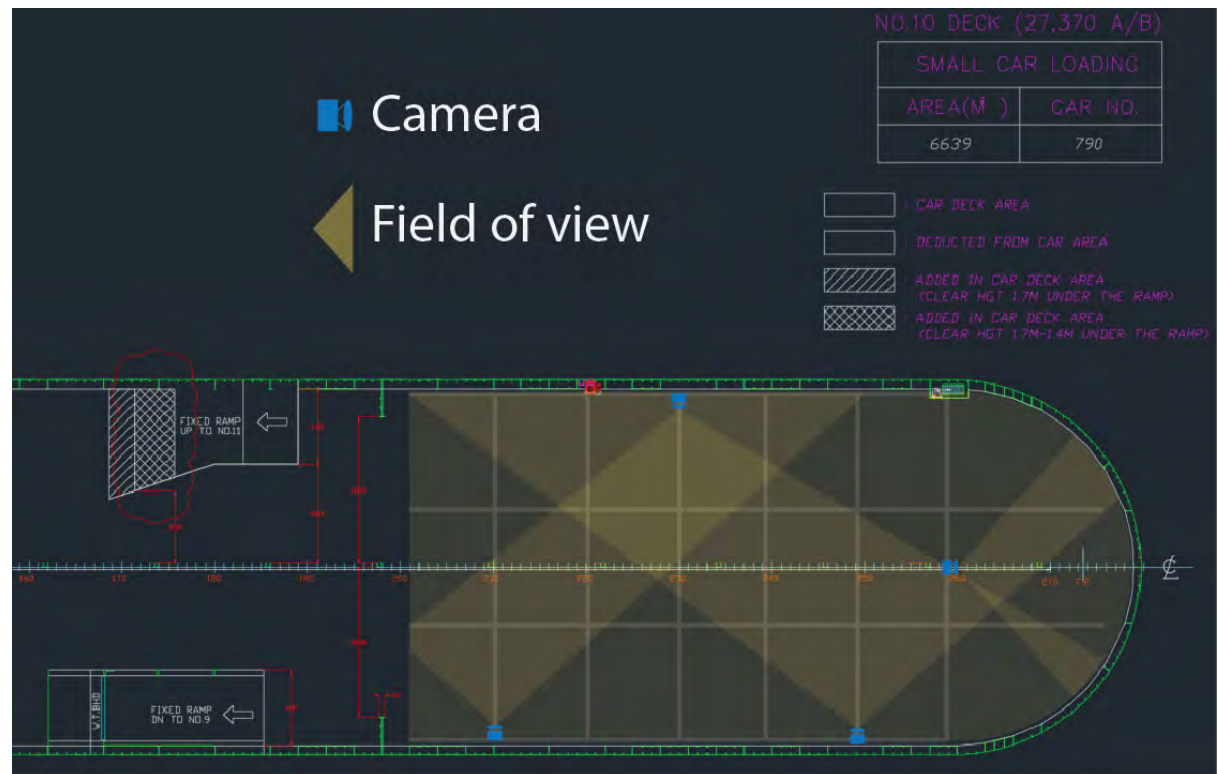 NO.10 DECK (27,370 A/B)
SMALL CAR LOADING
AREA(M² )
CAR NO.
6639
790
Camera
Field of view
CAR DECK AREA
DEDUCTED FROM CAR AREA
ADDED IN CAR DECK AREA
(CLEAR HGT 1.7M UNDER THE RAMP)
ADDED IN CAR DECK AREA
(CLEAR HGT 1.7M-1.4M UNDER THE RAMP)
FIXED RAMP
UP TO NO.11
160 170 180 190 200 210 220 230 240 250 260 270 F.P.
W.T.BHD
FIXED RAMP
DN TO NO.9